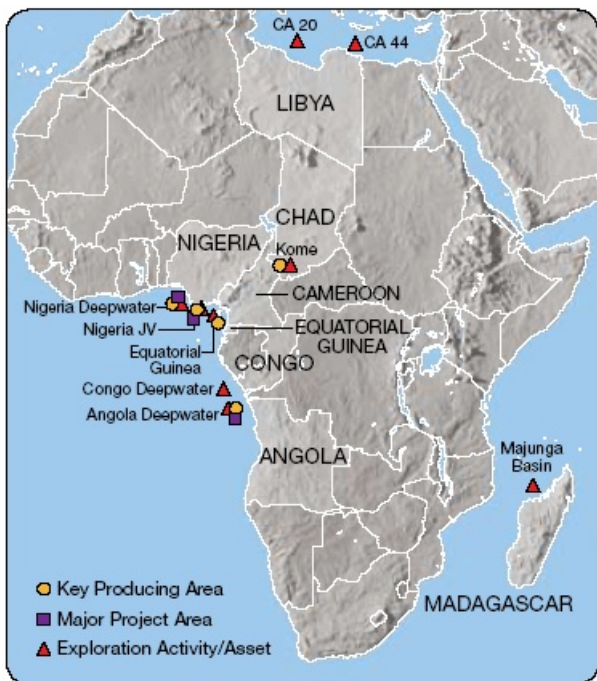 CA 20
CA 44
LIBYA
CHAD
NIGERIA
Kome
CAMEROON
Nigeria Deepwater
Nigeria JV
EQUATORIAL
GUINEA
Equatorial
Guinea
CONGO
Congo Deepwater
Angola Deepwater
ANGOLA
Majunga
Basin
Key Producing Area
Major Project Area
MADAGASCAR
Exploration Activity/Asset